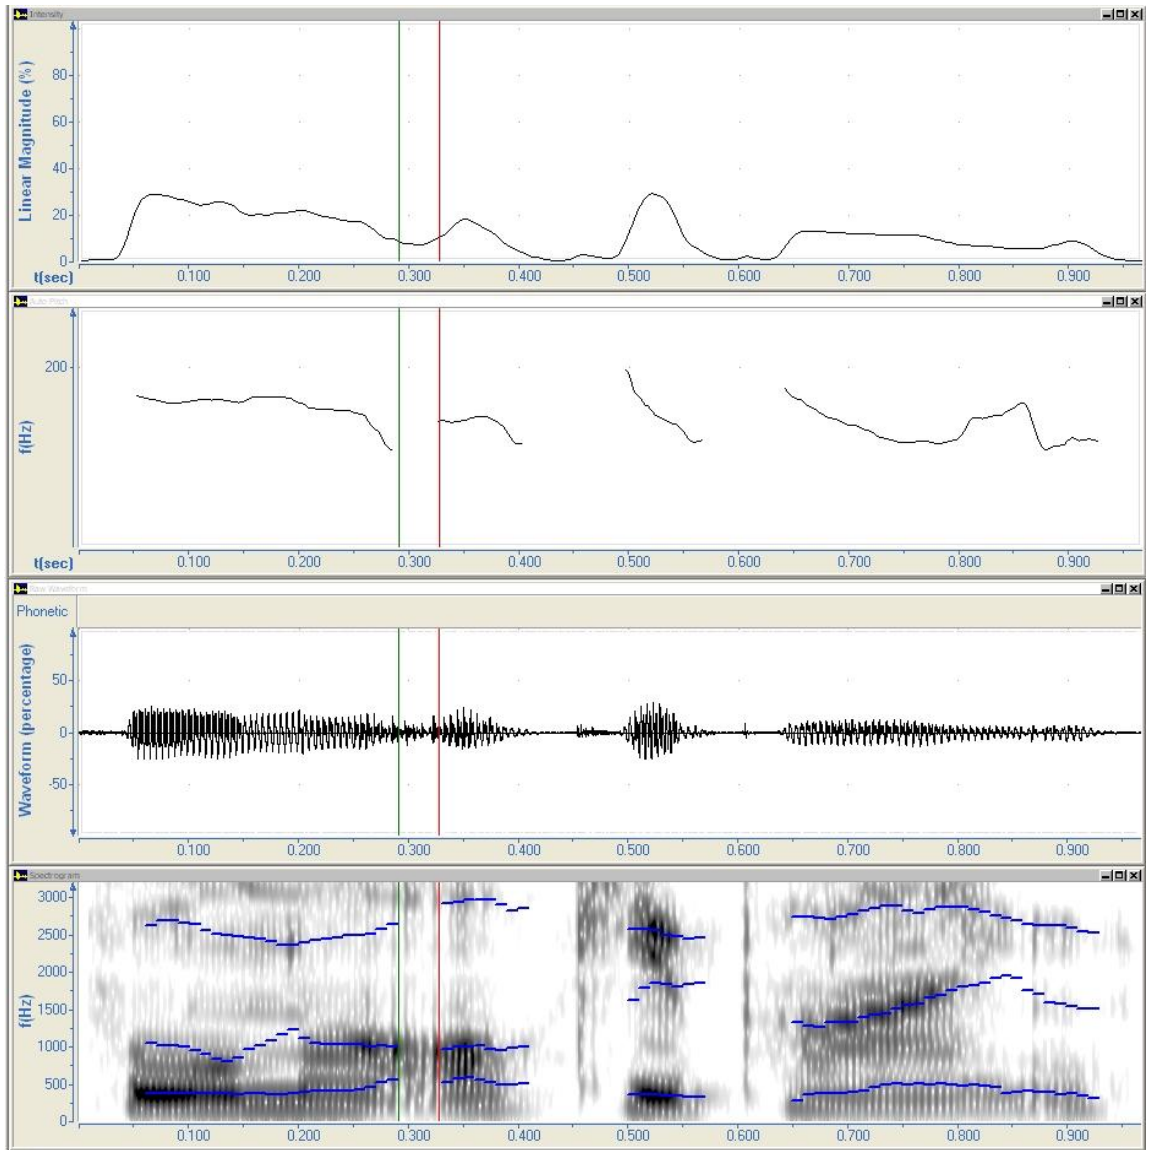 Intensity
Linear Magnitude (%)
80
60
40
20
0
t(sec)
0.100 0.200 0.300 0.400 0.500 0.600 0.700 0.800 0.900
Auto Pitch
f(Hz)
200
t(sec)
0.100 0.200 0.300 0.400 0.500 0.600 0.700 0.800 0.900
Raw Waveform
Phonetic
Waveform (percentage)
50
0
-50
0.100 0.200 0.300 0.400 0.500 0.600 0.700 0.800 0.900
Spectrogram
f(Hz)
3000
2500
2000
1500
1000
500
0
0.100 0.200 0.300 0.400 0.500 0.600 0.700 0.800 0.900